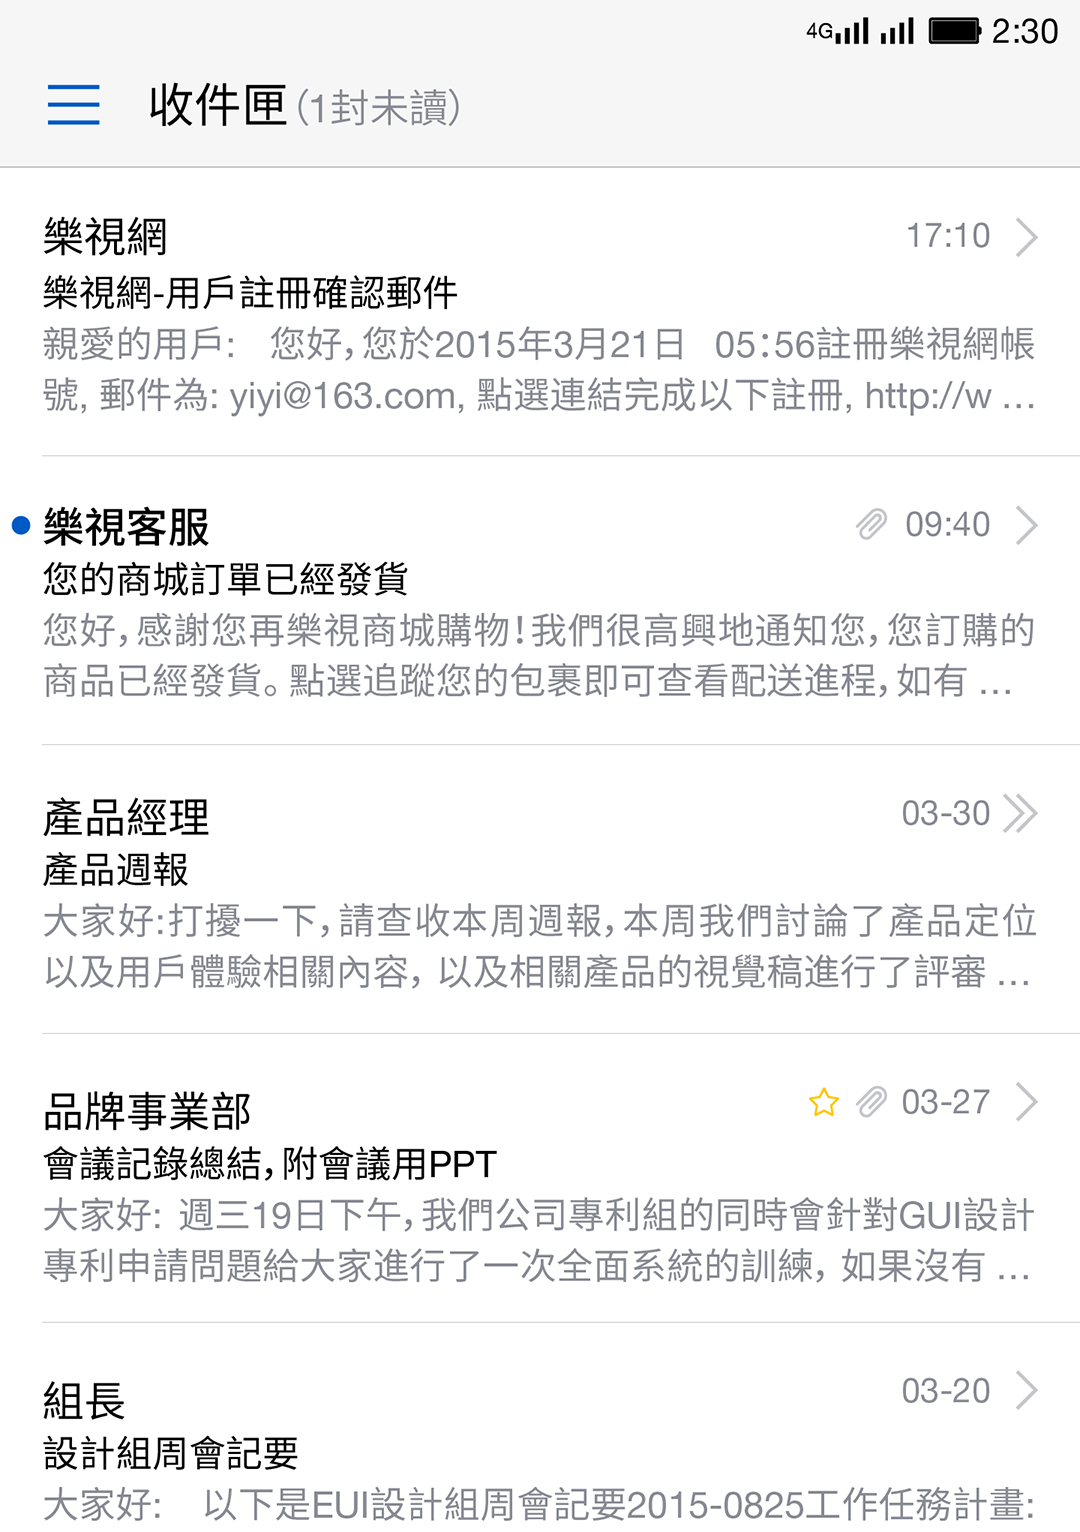 4G 2:30
收件匣(1封未讀)
樂視網 17:10
樂視網-用戶註冊確認郵件
親愛的用戶: 您好,您於2015年3月21日 05:56註冊樂視網帳
號, 郵件為: yiyi@163.com, 點選連結完成以下註冊, http://w ...
樂視客服 09:40
您的商城訂單已經發貨
您好,感謝您再樂視商城購物!我們很高興地通知您,您訂購的
商品已經發貨。點選追蹤您的包裹即可查看配送進程,如有 ...
產品經理 03-30
產品週報
大家好:打擾一下,請查收本周週報,本周我們討論了產品定位
以及用戶體驗相關內容, 以及相關產品的視覺稿進行了評審 ...
品牌事業部 03-27
會議記錄總結,附會議用PPT
大家好: 週三19日下午,我們公司專利組的同時會針對GUI設計
專利申請問題給大家進行了一次全面系統的訓練, 如果沒有 ...
組長 03-20
設計組周會記要
大家好: 以下是EUI設計組周會記要2015-0825工作任務計畫: